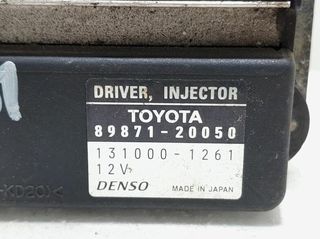 DRIVER, INJECTOR
TOYOTA
89871-20050
131000-1261
12V
DENSO MADE IN JAPAN